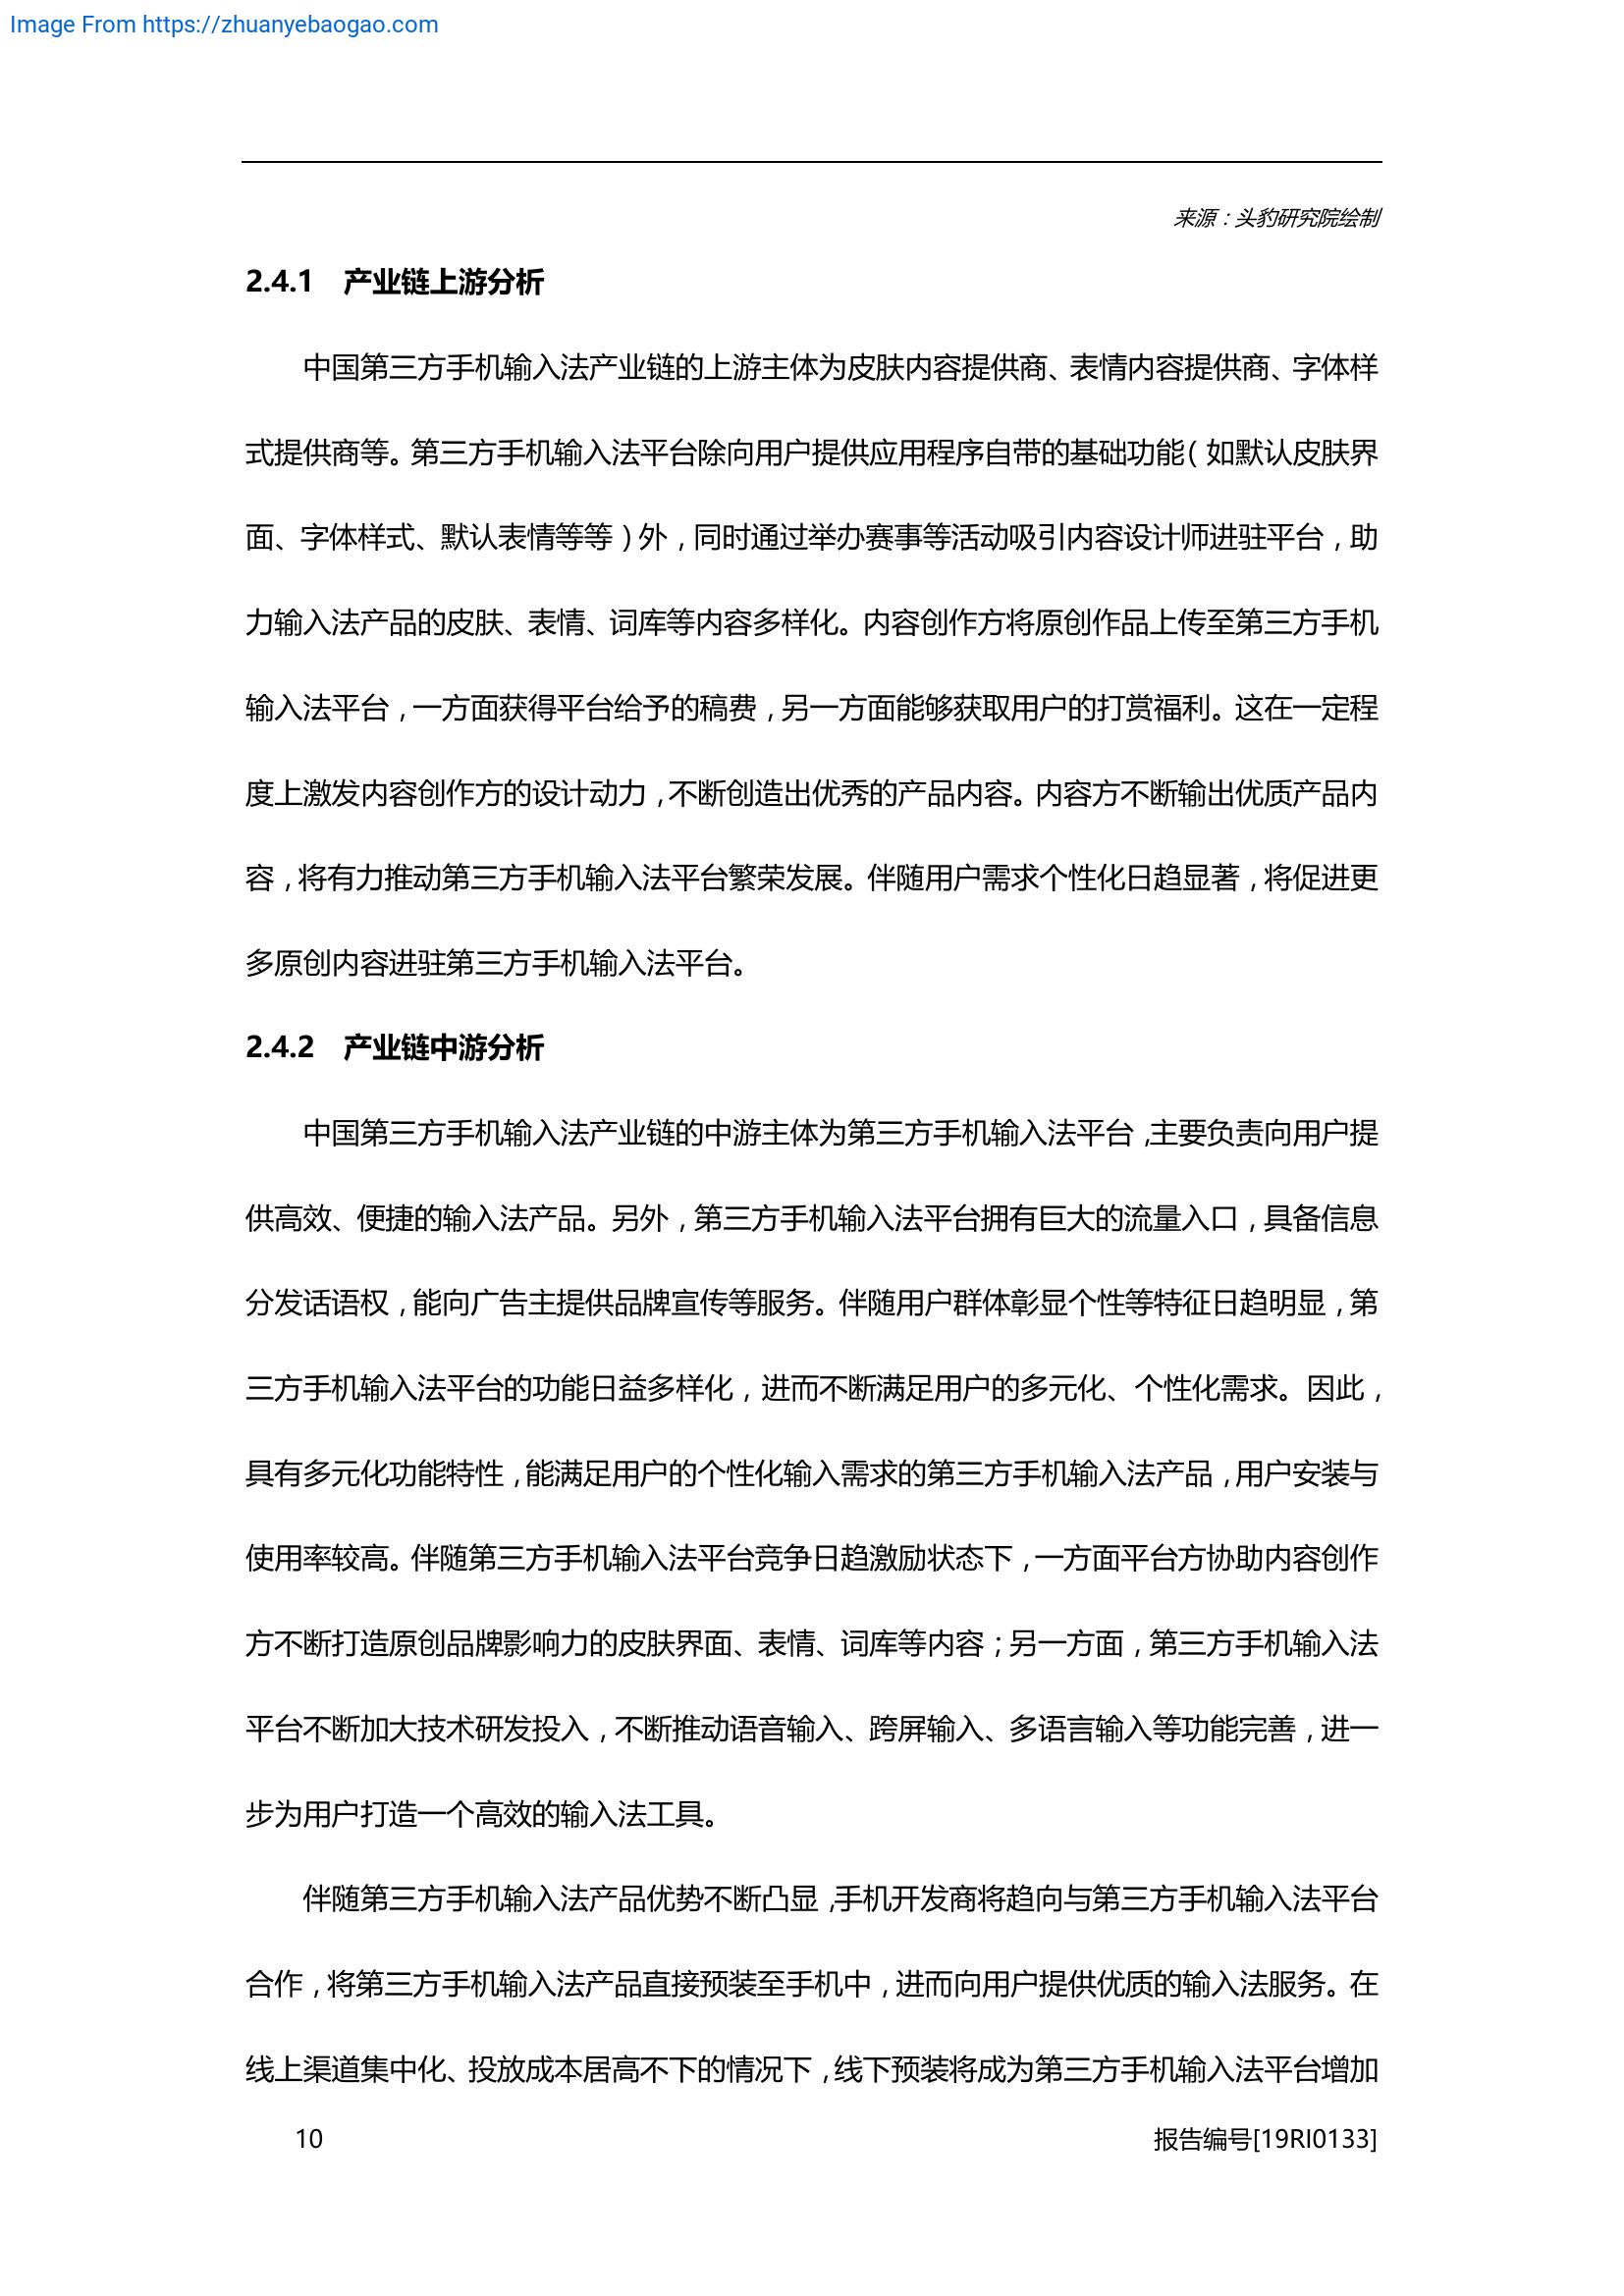 Image From https://zhuanyebaogao.com
来源：头豹研究院绘制
2.4.1 产业链上游分析
中国第三方手机输入法产业链的上游主体为皮肤内容提供商、表情内容提供商、字体样
式提供商等。第三方手机输入法平台除向用户提供应用程序自带的基础功能（如默认皮肤界
面、字体样式、默认表情等等）外，同时通过举办赛事等活动吸引内容设计师进驻平台，助
力输入法产品的皮肤、表情、词库等内容多样化。内容创作方将原创作品上传至第三方手机
输入法平台，一方面获得平台给予的稿费，另一方面能够获取用户的打赏福利。这在一定程
度上激发内容创作方的设计动力，不断创造出优秀的产品内容。内容方不断输出优质产品内
容，将有力推动第三方手机输入法平台繁荣发展。伴随用户需求个性化日趋显著，将促进更
多原创内容进驻第三方手机输入法平台。
2.4.2 产业链中游分析
中国第三方手机输入法产业链的中游主体为第三方手机输入法平台，主要负责向用户提
供高效、便捷的输入法产品。另外，第三方手机输入法平台拥有巨大的流量入口，具备信息
分发话语权，能向广告主提供品牌宣传等服务。伴随用户群体彰显个性等特征日趋明显，第
三方手机输入法平台的功能日益多样化，进而不断满足用户的多元化、个性化需求。因此，
具有多元化功能特性，能满足用户的个性化输入需求的第三方手机输入法产品，用户安装与
使用率较高。伴随第三方手机输入法平台竞争日趋激励状态下，一方面平台方协助内容创作
方不断打造原创品牌影响力的皮肤界面、表情、词库等内容；另一方面，第三方手机输入法
平台不断加大技术研发投入，不断推动语音输入、跨屏输入、多语言输入等功能完善，进一
步为用户打造一个高效的输入法工具。
伴随第三方手机输入法产品优势不断凸显，手机开发商将趋向与第三方手机输入法平台
合作，将第三方手机输入法产品直接预装至手机中，进而向用户提供优质的输入法服务。在
线上渠道集中化、投放成本居高不下的情况下，线下预装将成为第三方手机输入法平台增加
10 报告编号[19RI0133]